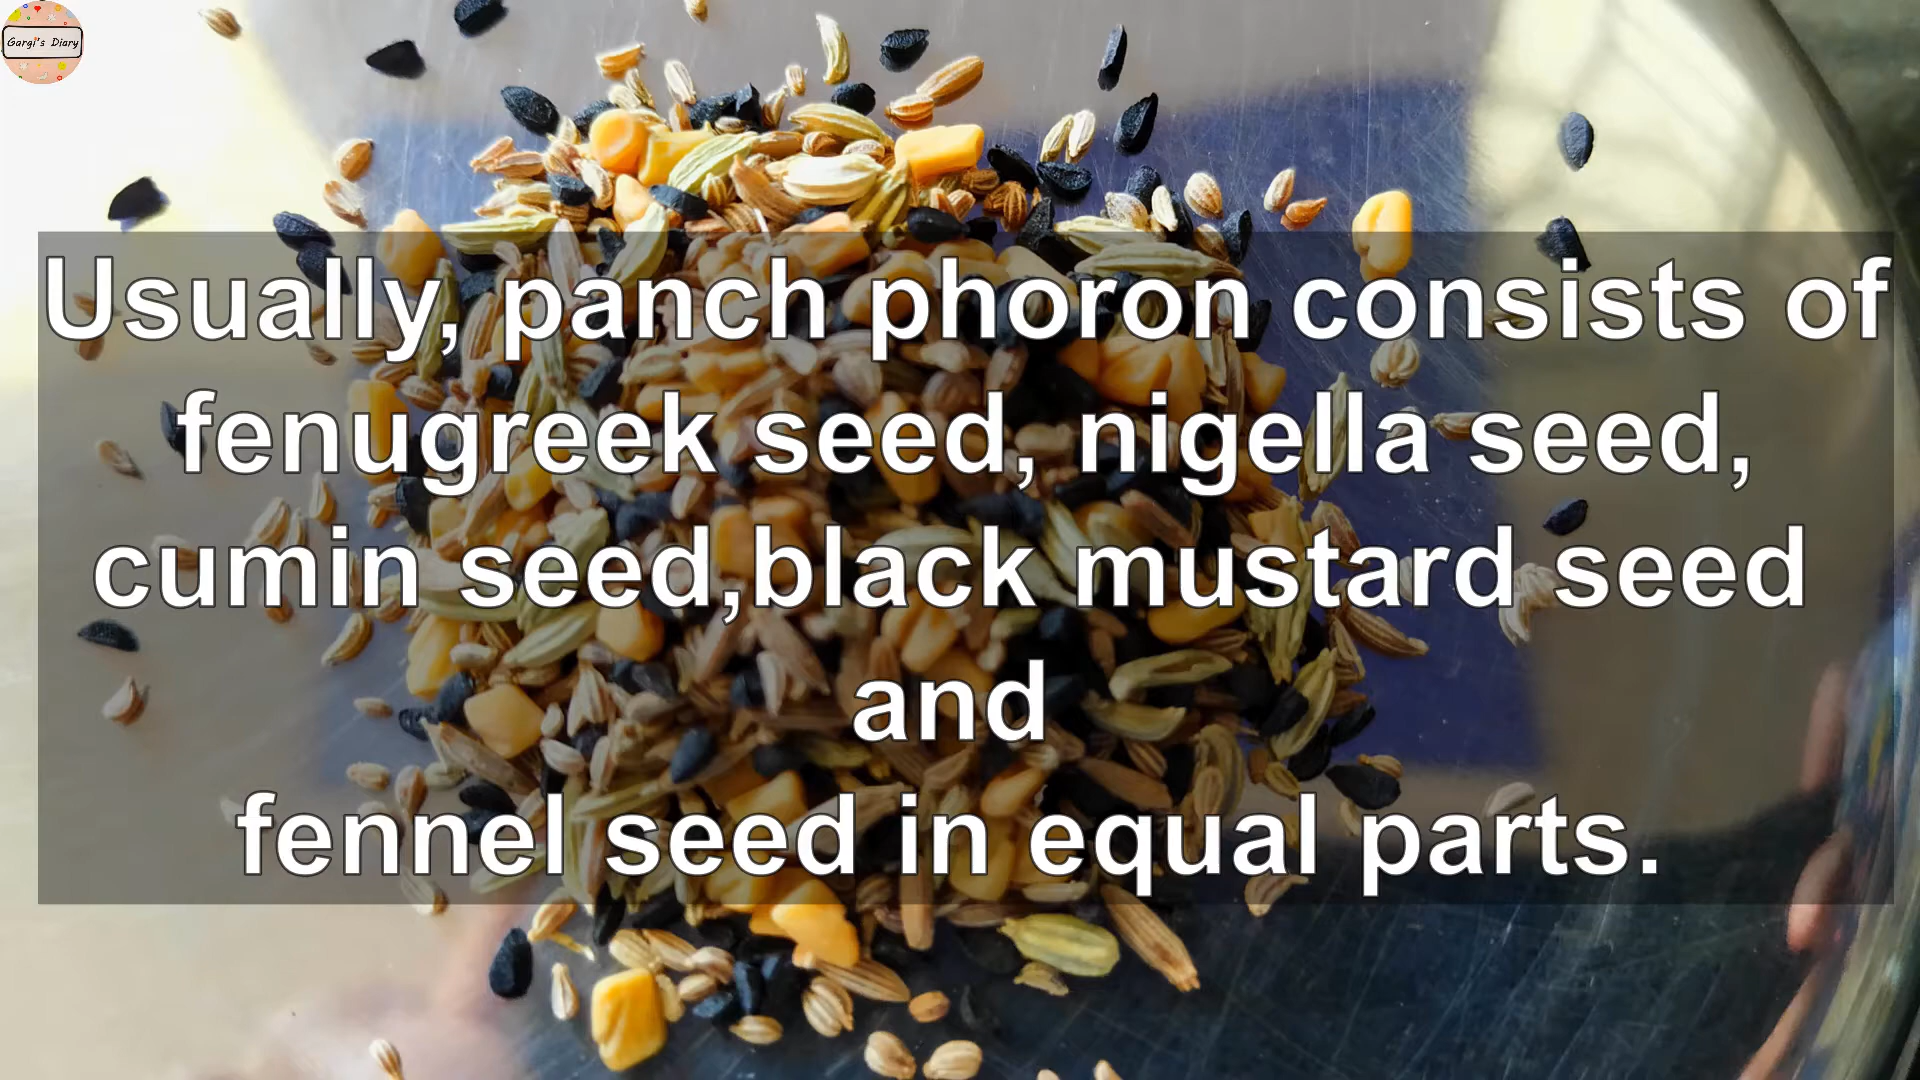 Gargi's Diary
Usually, panch phoron consists of
fenugreek seed, nigella seed,
cumin seed,black mustard seed
and
fennel seed in equal parts.